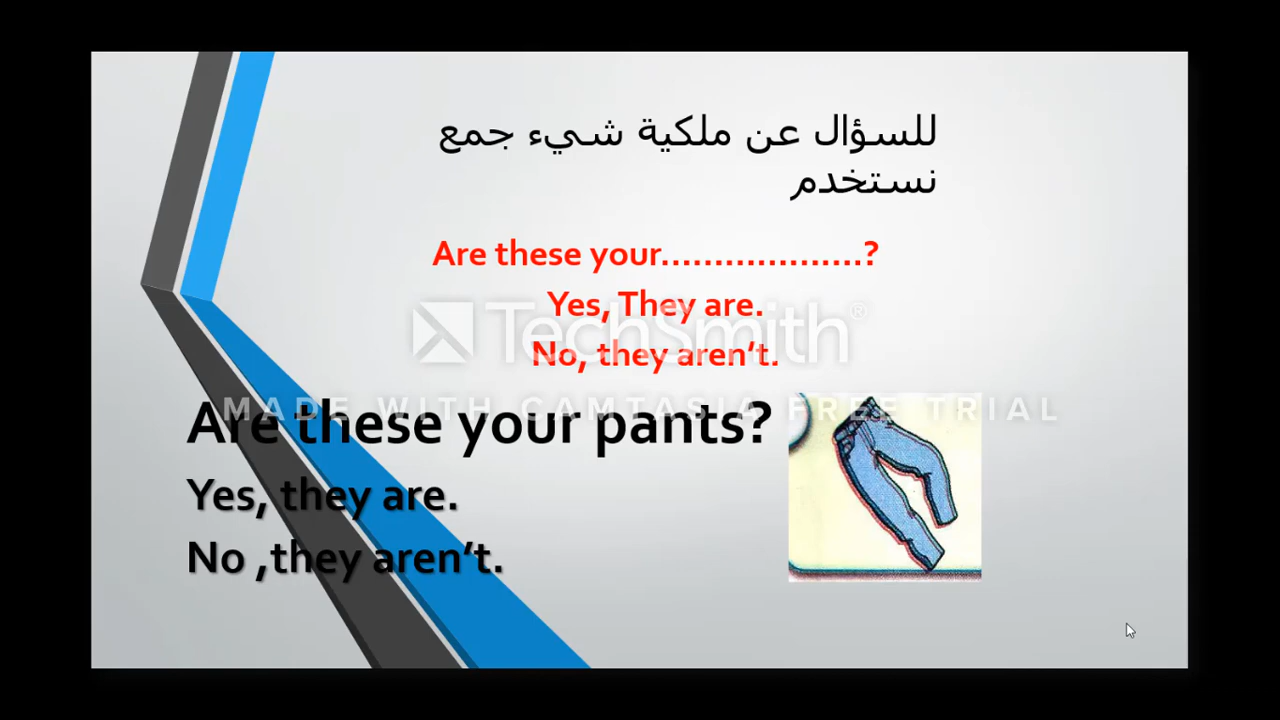 للسؤال عن ملكية شيء جمع
نستخدم
Are these your...................?
Yes, They are.
TechSmith®
No, they aren't.
MADE WITH CAMTASIA FREE TRIAL
Are these your pants?
Yes, they are.
No ,they aren't.